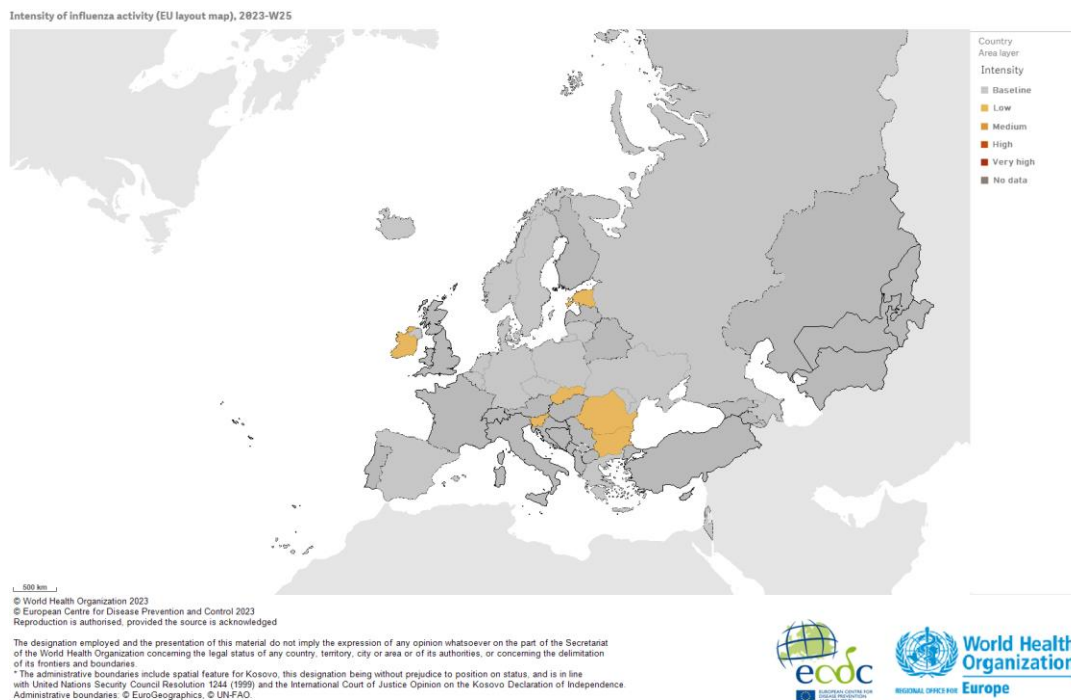 Intensity of influenza activity (EU layout map), 2023-W25
Country
Area layer
Intensity
Baseline
Low
Medium
High
Very high
No data
500 km
© World Health Organization 2023
© European Centre for Disease Prevention and Control 2023
Reproduction is authorised, provided the source is acknowledged
The designation employed and the presentation of this material do not imply the expression of any opinion whatsoever on the part of the Secretariat
of the World Health Organization concerning the legal status of any country, territory, city or area or of its authorities, or concerning the delimitation
of its frontiers and boundaries.
* The administrative boundaries include spatial feature for Kosovo, this designation being without prejudice to position on status, and is in line
with United Nations Security Council Resolution 1244 (1999) and the International Court of Justice Opinion on the Kosovo Declaration of Independence.
Administrative boundaries: © EuroGeographics, © UN-FAO.
ecdc
EUROPEAN CENTRE FOR
DISEASE PREVENTION
World Health
Organization
REGIONAL OFFICE FOR Europe